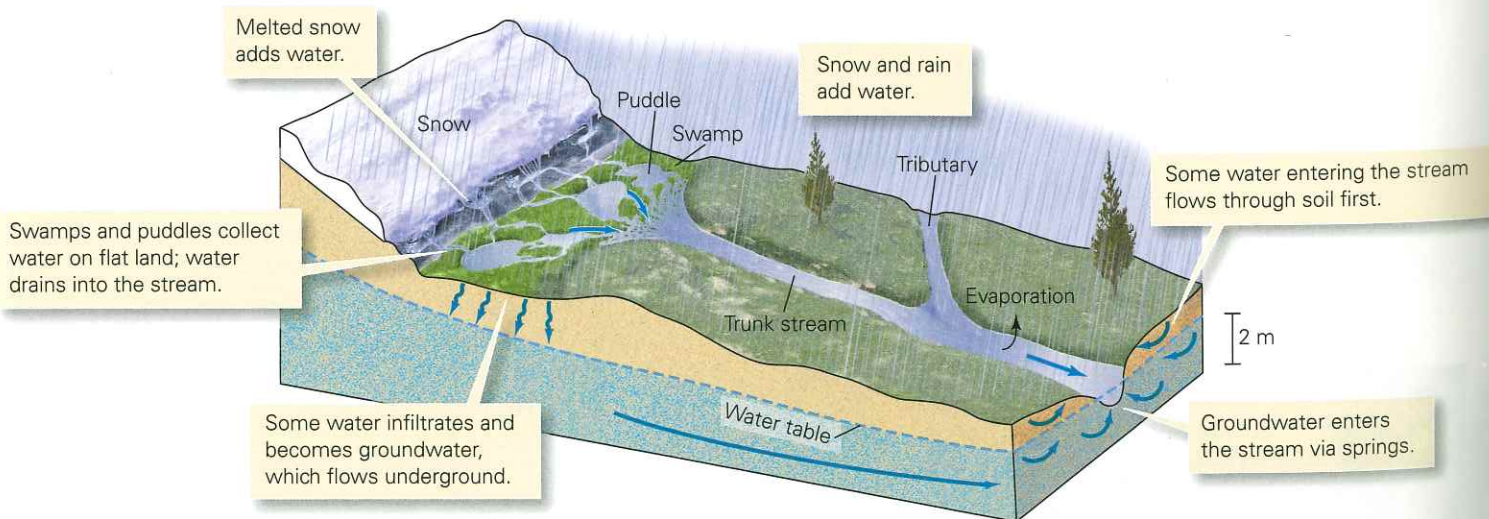 Melted snow
adds water.
Snow and rain
add water.
Puddle
Snow
Swamp
Tributary
Some water entering the stream
flows through soil first.
Swamps and puddles collect
water on flat land; water
drains into the stream.
Evaporation
Trunk stream
2 m
Water table
Some water infiltrates and
becomes groundwater,
which flows underground.
Groundwater enters
the stream via springs.